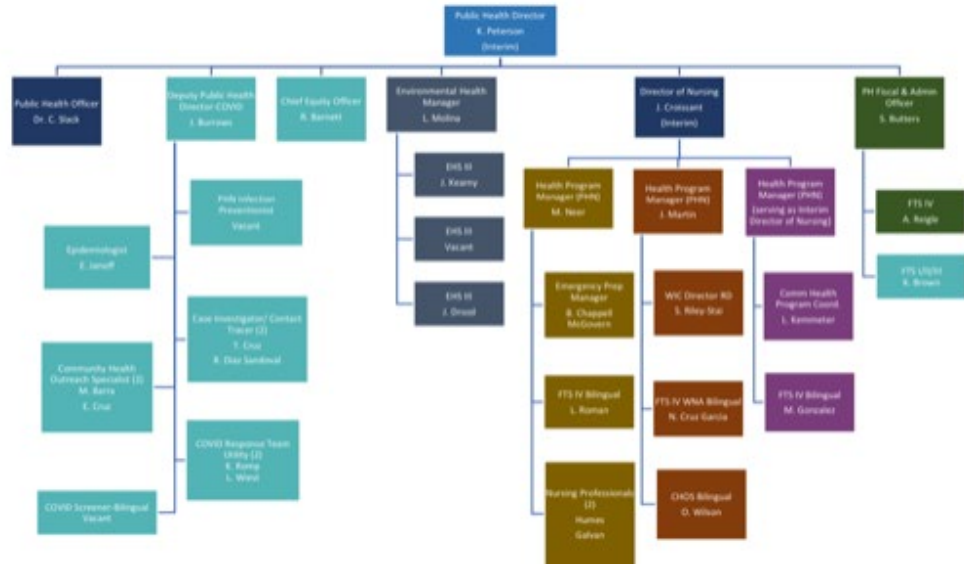 Public Health Director
K. Peterson
(Interim)
Public Health Officer
Dr. C. Slack
Deputy Public Health
Director-COVID
J. Burrows
Chief Equity Officer
B. Barnett
Environmental Health
Manager
L. Molina
Director of Nursing
J. Croissant
(Interim)
PH Fiscal & Admin
Officer
S. Butters
PHN Infection
Preventionist
Vacant
Epidemiologist
Case Investigator/ Contact
Tracer (2)
T. Cruz
R. Diaz Sandoval
Community Health
Outreach Specialist (2)
M. Barra
E. Cruz
COVID Response Team
Utility (2)
K. Romp
L. Wiest
COVID Screener-Bilingual
Vacant
EHS III
J. Kearny
EHS III
Vacant
EHS III
J. Drood
Health Program
Manager (PHN)
M. Neer
Emergency Prep
Manager
B. Chappell
McGovern
FTS IV Bilingual
L. Roman
Nursing Professionals
(2)
Humes
Galvan
Health Program
Manager (PHN)
J. Martin
WIC Director RD
S. Riley-Stai
FTS IV WNA Bilingual
N. Cruz Garcia
CHOS Bilingual
O. Wilson
Health Program
Manager (PHN)
(serving as Interim
Director of Nursing)
Comm Health
Program Coord.
L. Kemmeter
FTS IV Bilingual
M. Gonzalez
FTS IV
A. Reigle
FTS I/II/III
K. Brown